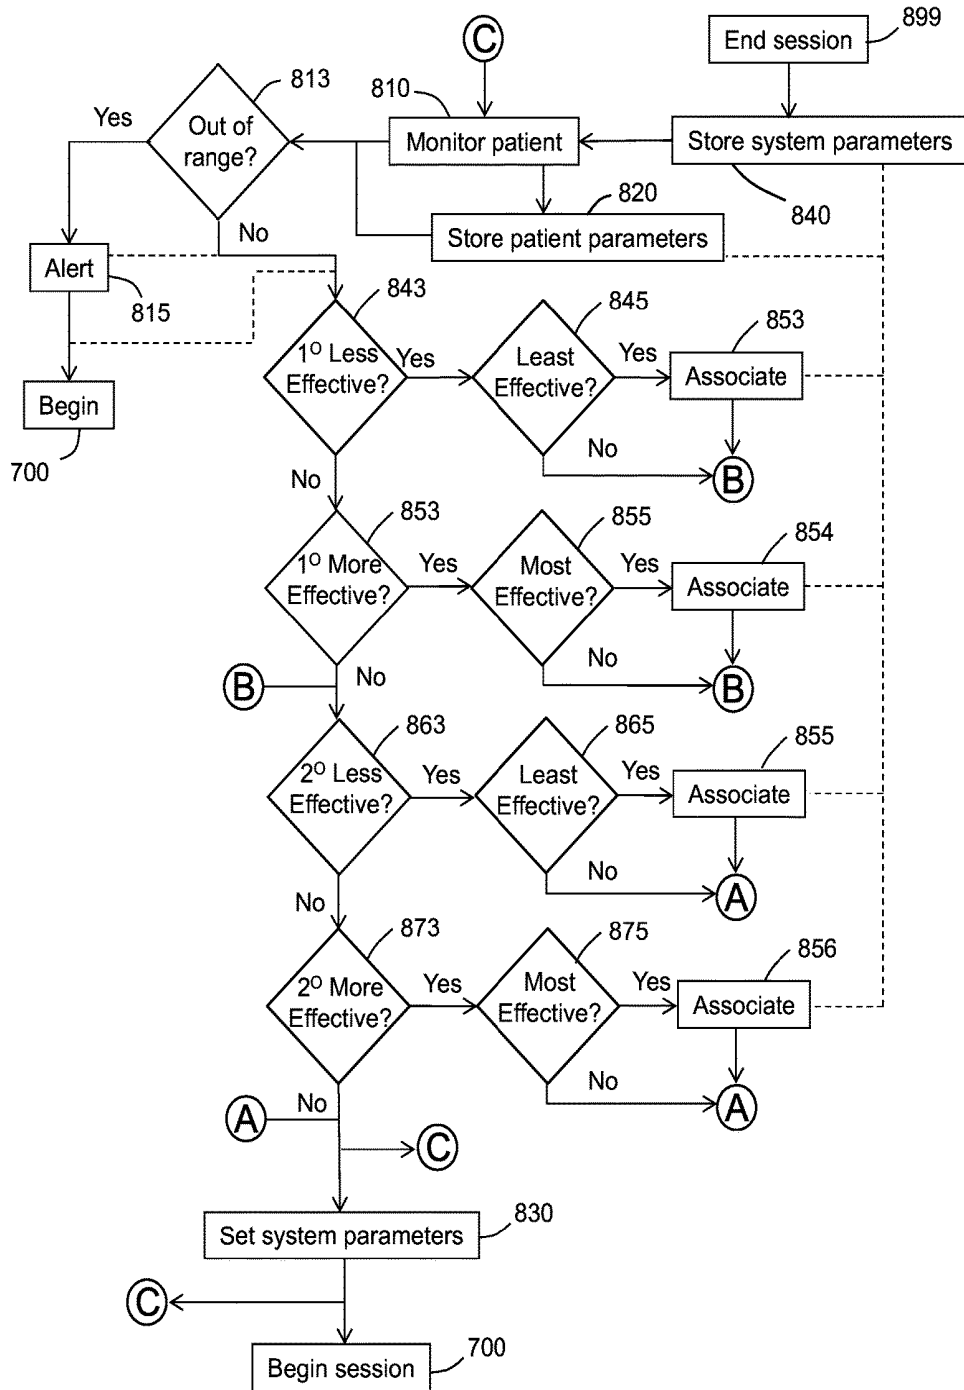 C
End session
899
813
810
Yes
Out of
range?
Monitor patient
Store system parameters
820
840
No
Store patient parameters
Alert
815
843
845
853
1º Less
Effective?
Yes
Least
Effective?
Yes
Associate
Begin
700
No
B
No
853
855
854
1º More
Effective?
Yes
Most
Effective?
Yes
Associate
No
B
No
B
863
865
855
2º Less
Effective?
Yes
Least
Effective?
Yes
Associate
No
A
No
873
875
856
2º More
Effective?
Yes
Most
Effective?
Yes
Associate
No
A
A
No
C
830
Set system parameters
C
700
Begin session